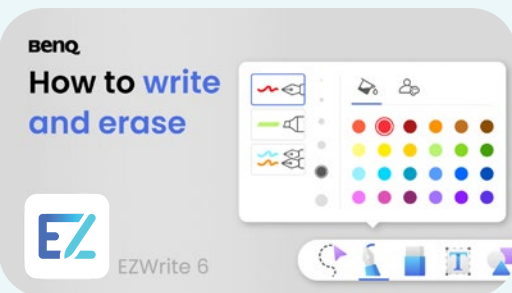 BenQ
How to write
and erase
EZ
EZWrite 6
T